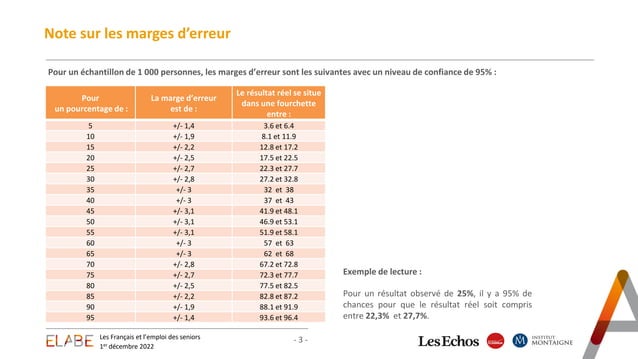 Note sur les marges d’erreur
Pour un échantillon de 1 000 personnes, les marges d’erreur sont les suivantes avec un niveau de confiance de 95% :
Pour
un pourcentage de :
La marge d’erreur
est de :
Le résultat réel se situe
dans une fourchette
entre :
5 +/- 1,4 3.6 et 6.4
10 +/- 1,9 8.1 et 11.9
15 +/- 2,2 12.8 et 17.2
20 +/- 2,5 17.5 et 22.5
25 +/- 2,7 22.3 et 27.7
30 +/- 2,8 27.2 et 32.8
35 +/- 3 32 et 38
40 +/- 3 37 et 43
45 +/- 3,1 41.9 et 48.1
50 +/- 3,1 46.9 et 53.1
55 +/- 3,1 51.9 et 58.1
60 +/- 3 57 et 63
65 +/- 3 62 et 68
70 +/- 2,8 67.2 et 72.8
75 +/- 2,7 72.3 et 77.7
80 +/- 2,5 77.5 et 82.5
85 +/- 2,2 82.8 et 87.2
90 +/- 1,9 88.1 et 91.9
95 +/- 1,4 93.6 et 96.4
Exemple de lecture :
Pour un résultat observé de 25%, il y a 95% de
chances pour que le résultat réel soit compris
entre 22,3% et 27,7%.
ELABE
Les Français et l’emploi des seniors
1er décembre 2022
- 3 -
Les Echos
INSTITUT
MONTAIGNE